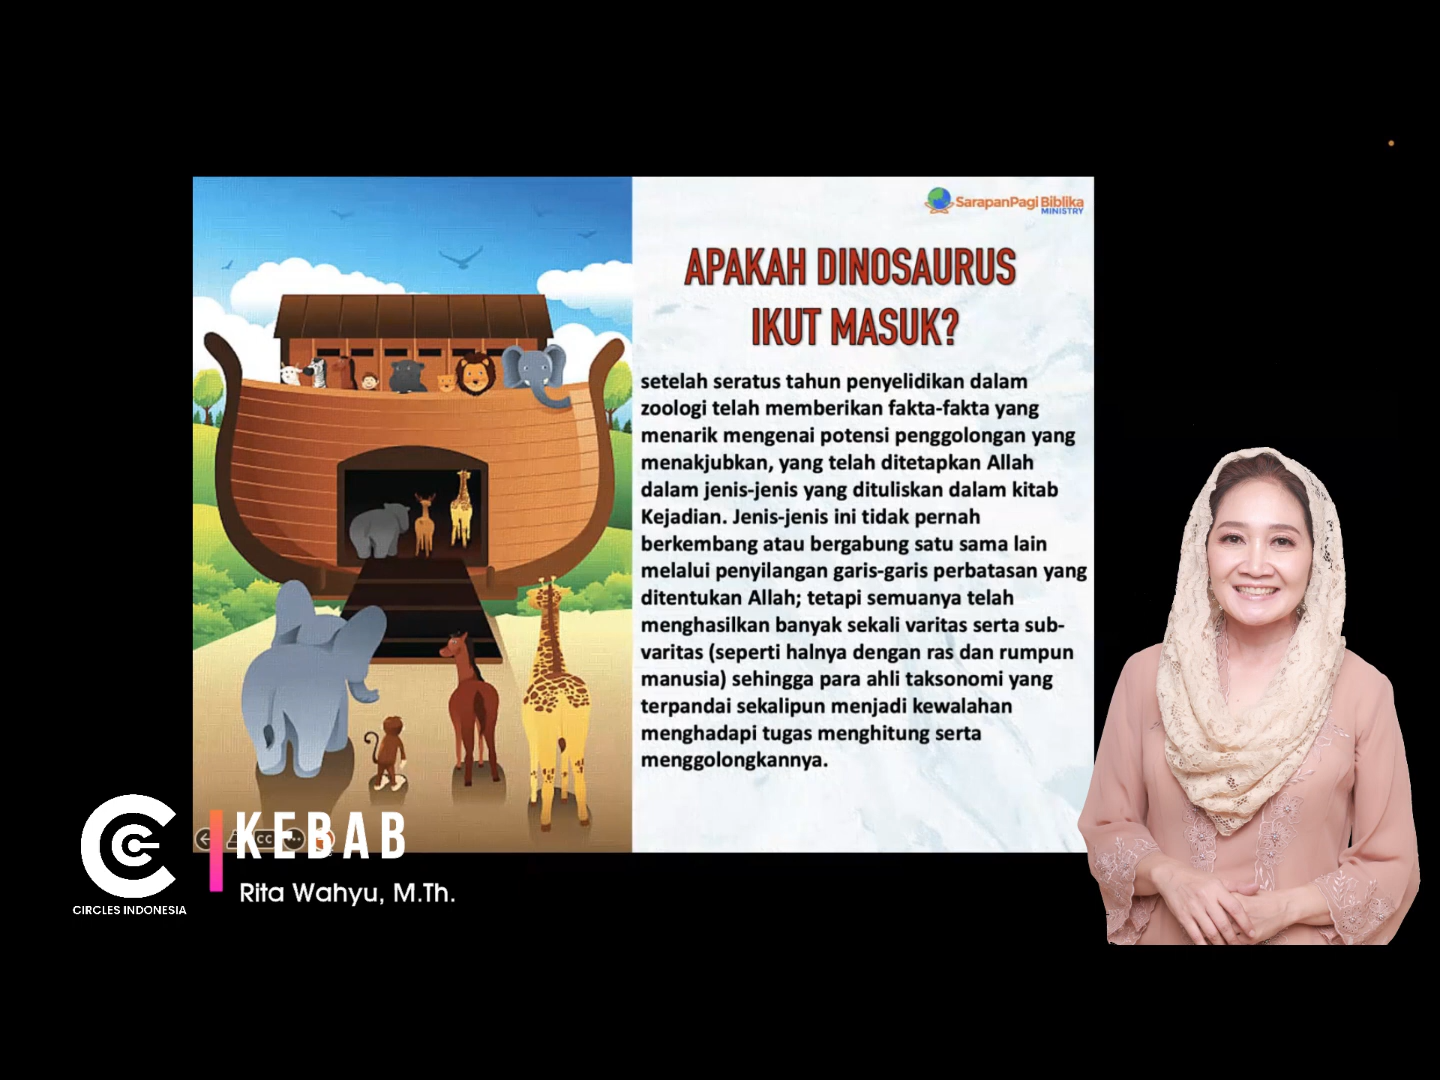 SarapanPagi Biblika
MINISTRY
APAKAH DINOSAURUS
IKUT MASUK?
setelah seratus tahun penyelidikan dalam
zoologi telah memberikan fakta-fakta yang
menarik mengenai potensi penggolongan yang
menakjubkan, yang telah ditetapkan Allah
dalam jenis-jenis yang dituliskan dalam kitab
Kejadian. Jenis-jenis ini tidak pernah
berkembang atau bergabung satu sama lain
melalui penyilangan garis-garis perbatasan yang
ditentukan Allah; tetapi semuanya telah
menghasilkan banyak sekali varitas serta sub-
varitas (seperti halnya dengan ras dan rumpun
manusia) sehingga para ahli taksonomi yang
terpandai sekalipun menjadi kewalahan
menghadapi tugas menghitung serta
menggolongkannya.
KEBAB
Rita Wahyu, M.Th.
CIRCLES INDONESIA